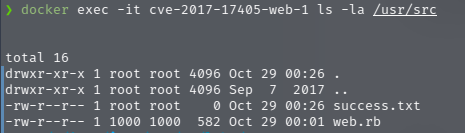 ❯ docker exec -it cve-2017-17405-web-1 ls -la /usr/src
total 16
drwxr-xr-x 1 root root 4096 Oct 29 00:26 .
drwxr-xr-x 1 root root 4096 Sep  7  2017 ..
-rw-r--r-- 1 root root    0 Oct 29 00:26 success.txt
-rw-r--r-- 1 1000 1000  582 Oct 29 00:01 web.rb